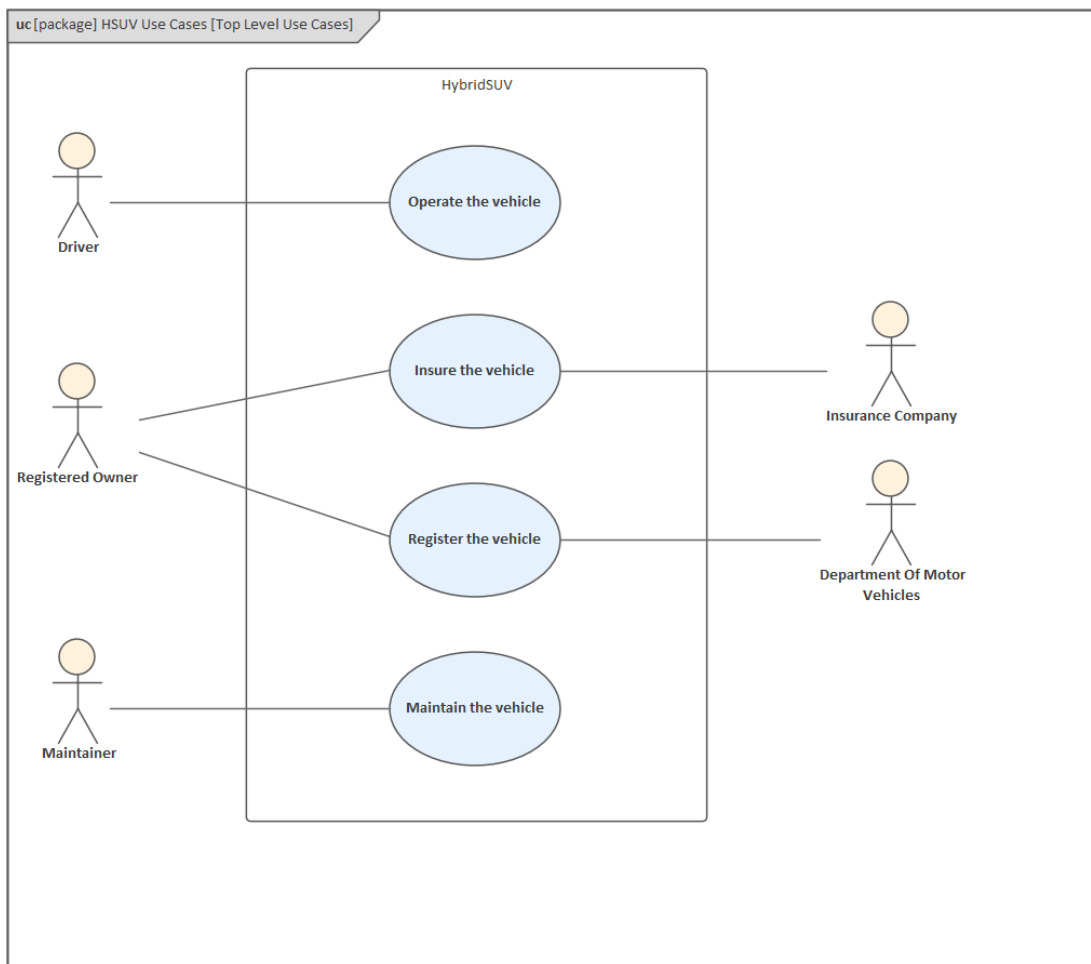 uc [package] HSUV Use Cases [Top Level Use Cases]
HybridSUV
Driver
Operate the vehicle
Registered Owner
Insure the vehicle
Insurance Company
Register the vehicle
Department Of Motor
Vehicles
Maintainer
Maintain the vehicle